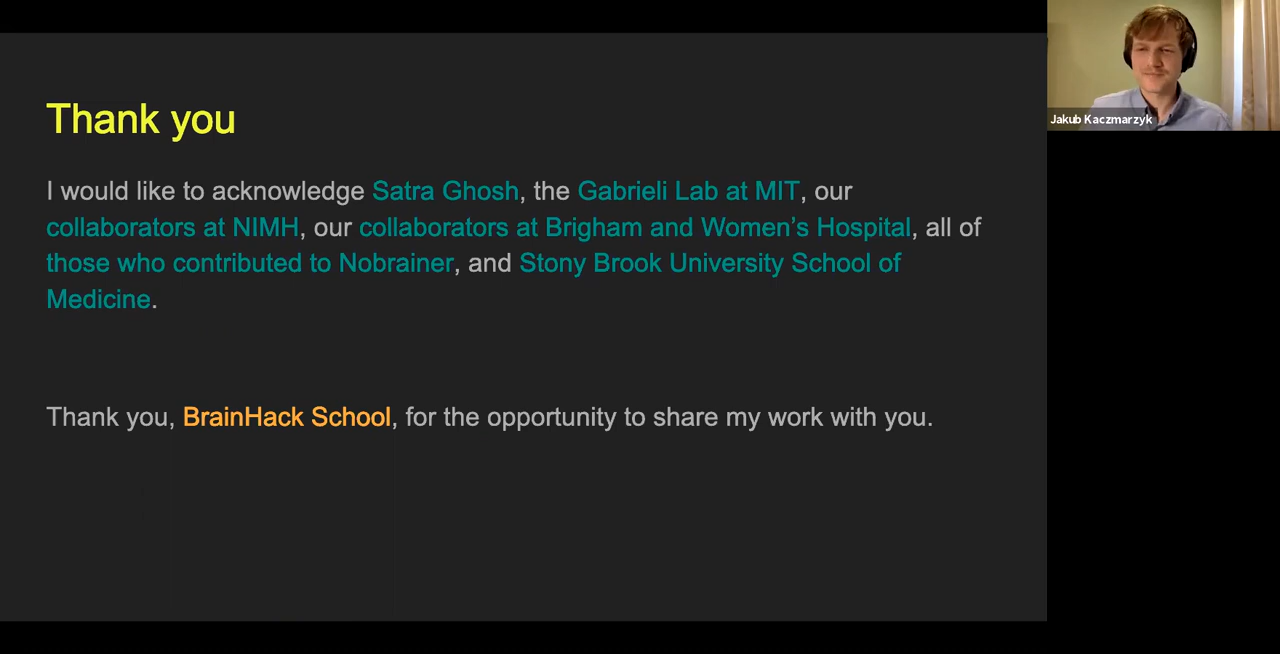 Thank you
I would like to acknowledge Satra Ghosh, the Gabrieli Lab at MIT, our
collaborators at NIMH, our collaborators at Brigham and Women’s Hospital, all of
those who contributed to Nobrainer, and Stony Brook University School of
Medicine.
Thank you, BrainHack School, for the opportunity to share my work with you.
Jakub Kaczmarzyk